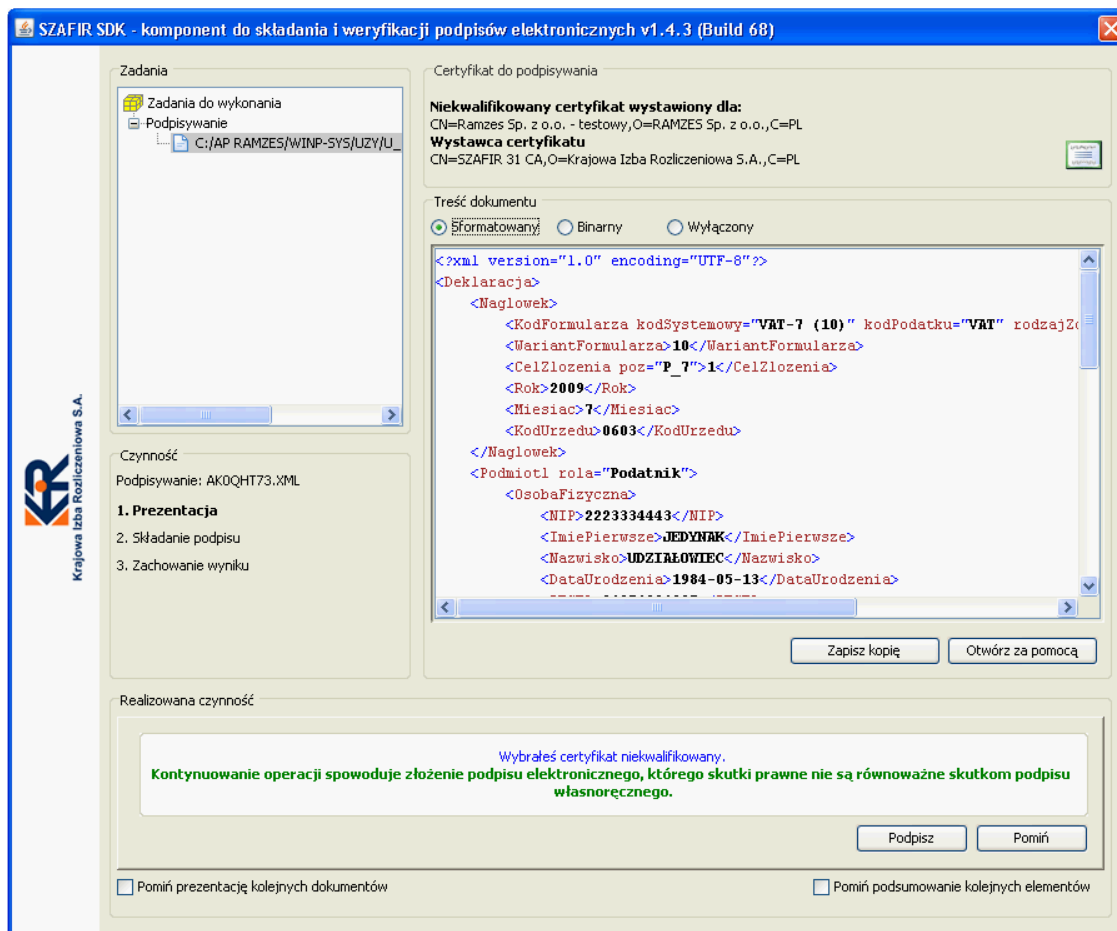 SZAFIR SDK - komponent do składania i weryfikacji podpisów elektronicznych v1.4.3 (Build 68)
Krajowa Izba Rozliczeniowa S.A.
Zadania
Zadania do wykonania
Podpisywanie
C:/AP RAMZES/WINP-SYS/UZY/U_
Czynność
Podpisywanie: AK0QHT73.XML
1. Prezentacja
2. Składanie podpisu
3. Zachowanie wyniku
Certyfikat do podpisywania
Niekwalifikowany certyfikat wystawiony dla:
CN=Ramzes Sp. z o.o. - testowy,O=RAMZES Sp. z o.o.,C=PL
Wystawca certyfikatu
CN=SZAFIR 31 CA,O=Krajowa Izba Rozliczeniowa S.A.,C=PL
Treść dokumentu
Sformatowany Binarny Wyłączony
<?xml version="1.0" encoding="UTF-8"?>
<Deklaracja>
<Naglowek>
<KodFormularza kodSystemowy="VAT-7 (10)" kodPodatku="VAT" rodzajZo
<WariantFormularza>10</WariantFormularza>
<CelZlozenia poz="P_7">1</CelZlozenia>
<Rok>2009</Rok>
<Miesiac>7</Miesiac>
<KodUrzedu>0603</KodUrzedu>
</Naglowek>
<Podmiot1 rola="Podatnik">
<OsobaFizyczna>
<NIP>2223334443</NIP>
<ImiePierwsze>JEDYNAK</ImiePierwsze>
<Nazwisko>UDZIAŁOWIEC</Nazwisko>
<DataUrodzenia>1984-05-13</DataUrodzenia>
Zapisz kopię Otwórz za pomocą
Realizowana czynność
Wybrałeś certyfikat niekwalifikowany.
Kontynuowanie operacji spowoduje złożenie podpisu elektronicznego, którego skutki prawne nie są równoważne skutkom podpisu
własnoręcznego.
Podpisz Pomiń
Pomiń prezentację kolejnych dokumentów Pomiń podsumowanie kolejnych elementów